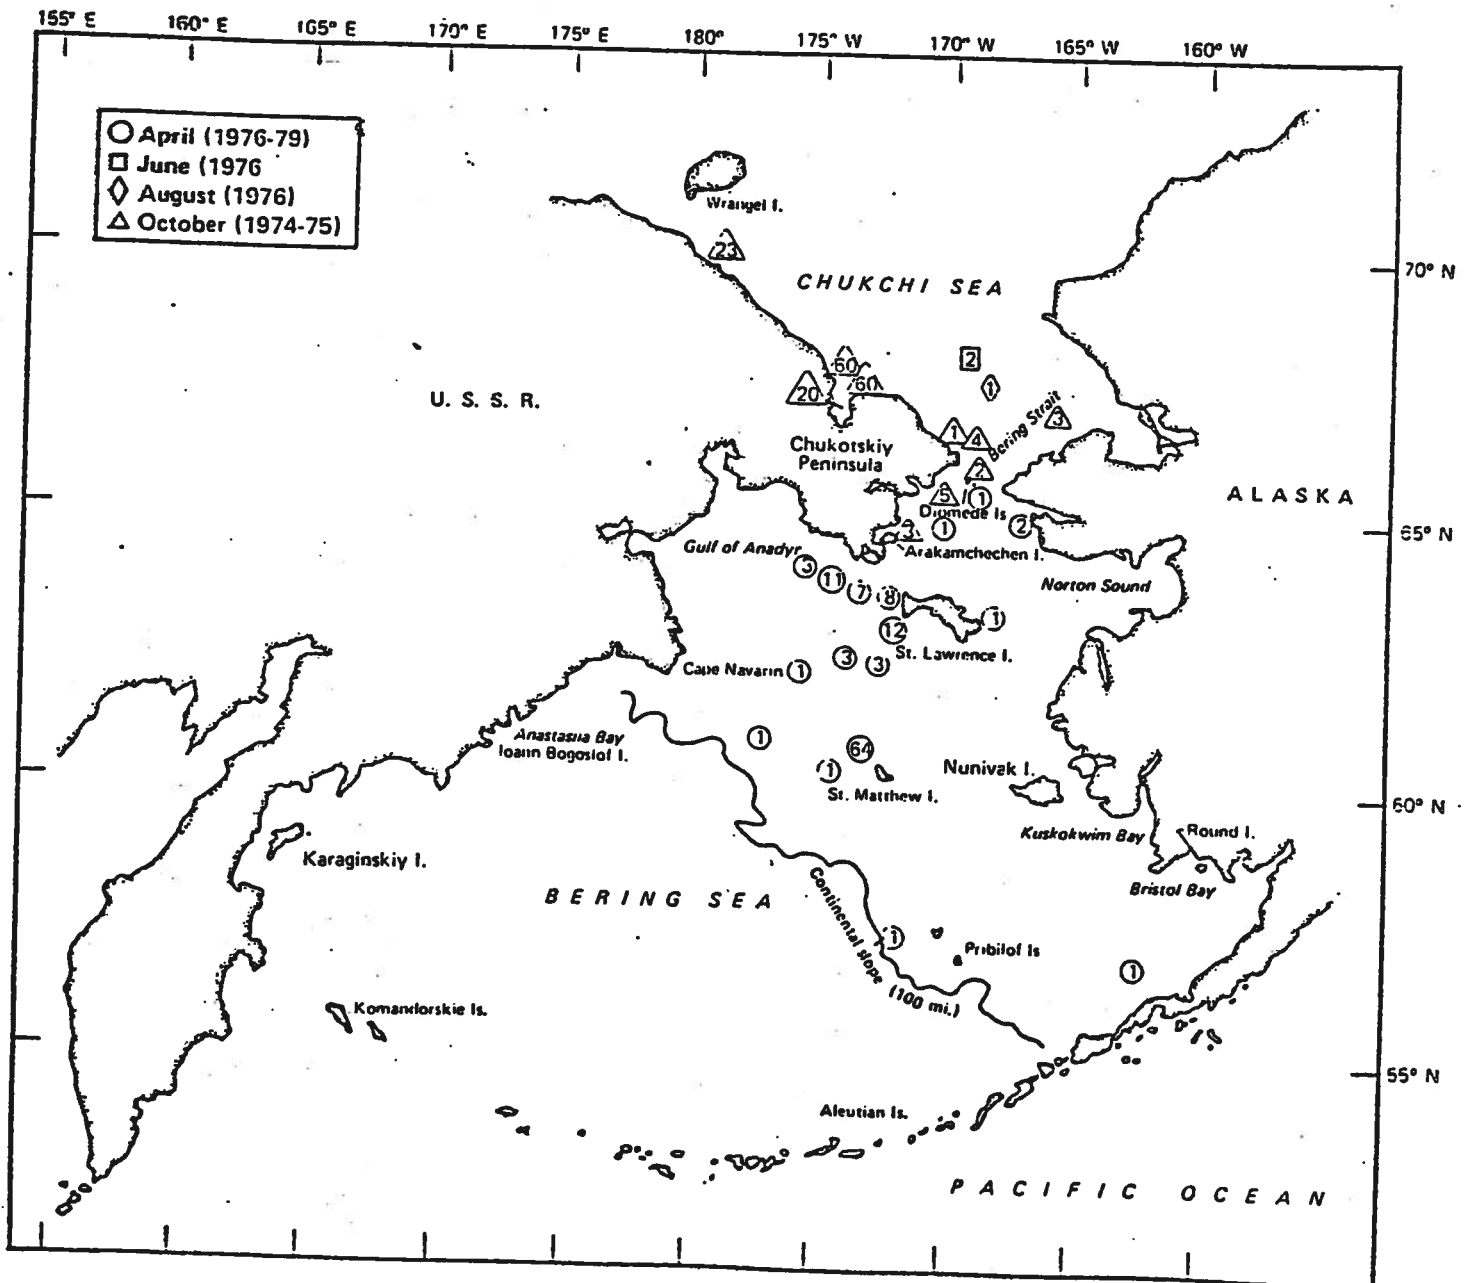 155° E 160° E 165° E 170° E 175° E 180° 175° W 170° W 165° W 160° W
April (1976-79)
June (1976
August (1976)
October (1974-75)
Wrangel I.
23
CHUKCHI SEA
70° N
60
2
60
1
20
U. S. S. R.
3
Bering Strait
1
4
Chukotskiy
Peninsula
2
5
1
ALASKA
Diomede Is
3
1
2
65° N
Gulf of Anadyr
Arakamchechen I.
3
11
7
8
Norton Sound
12
1
St. Lawrence I.
Cape Navarin
1
3
3
Anastasiia Bay
Ioann Bogoslof I.
1
64
1
St. Matthew I.
Nunivak I.
60° N
Kuskokwim Bay
Round I.
Karaginskiy I.
Bristol Bay
BERING SEA
Continental slope (100 mi.)
1
Pribilof Is
1
Komandorskie Is.
55° N
Aleutian Is.
PACIFIC OCEAN